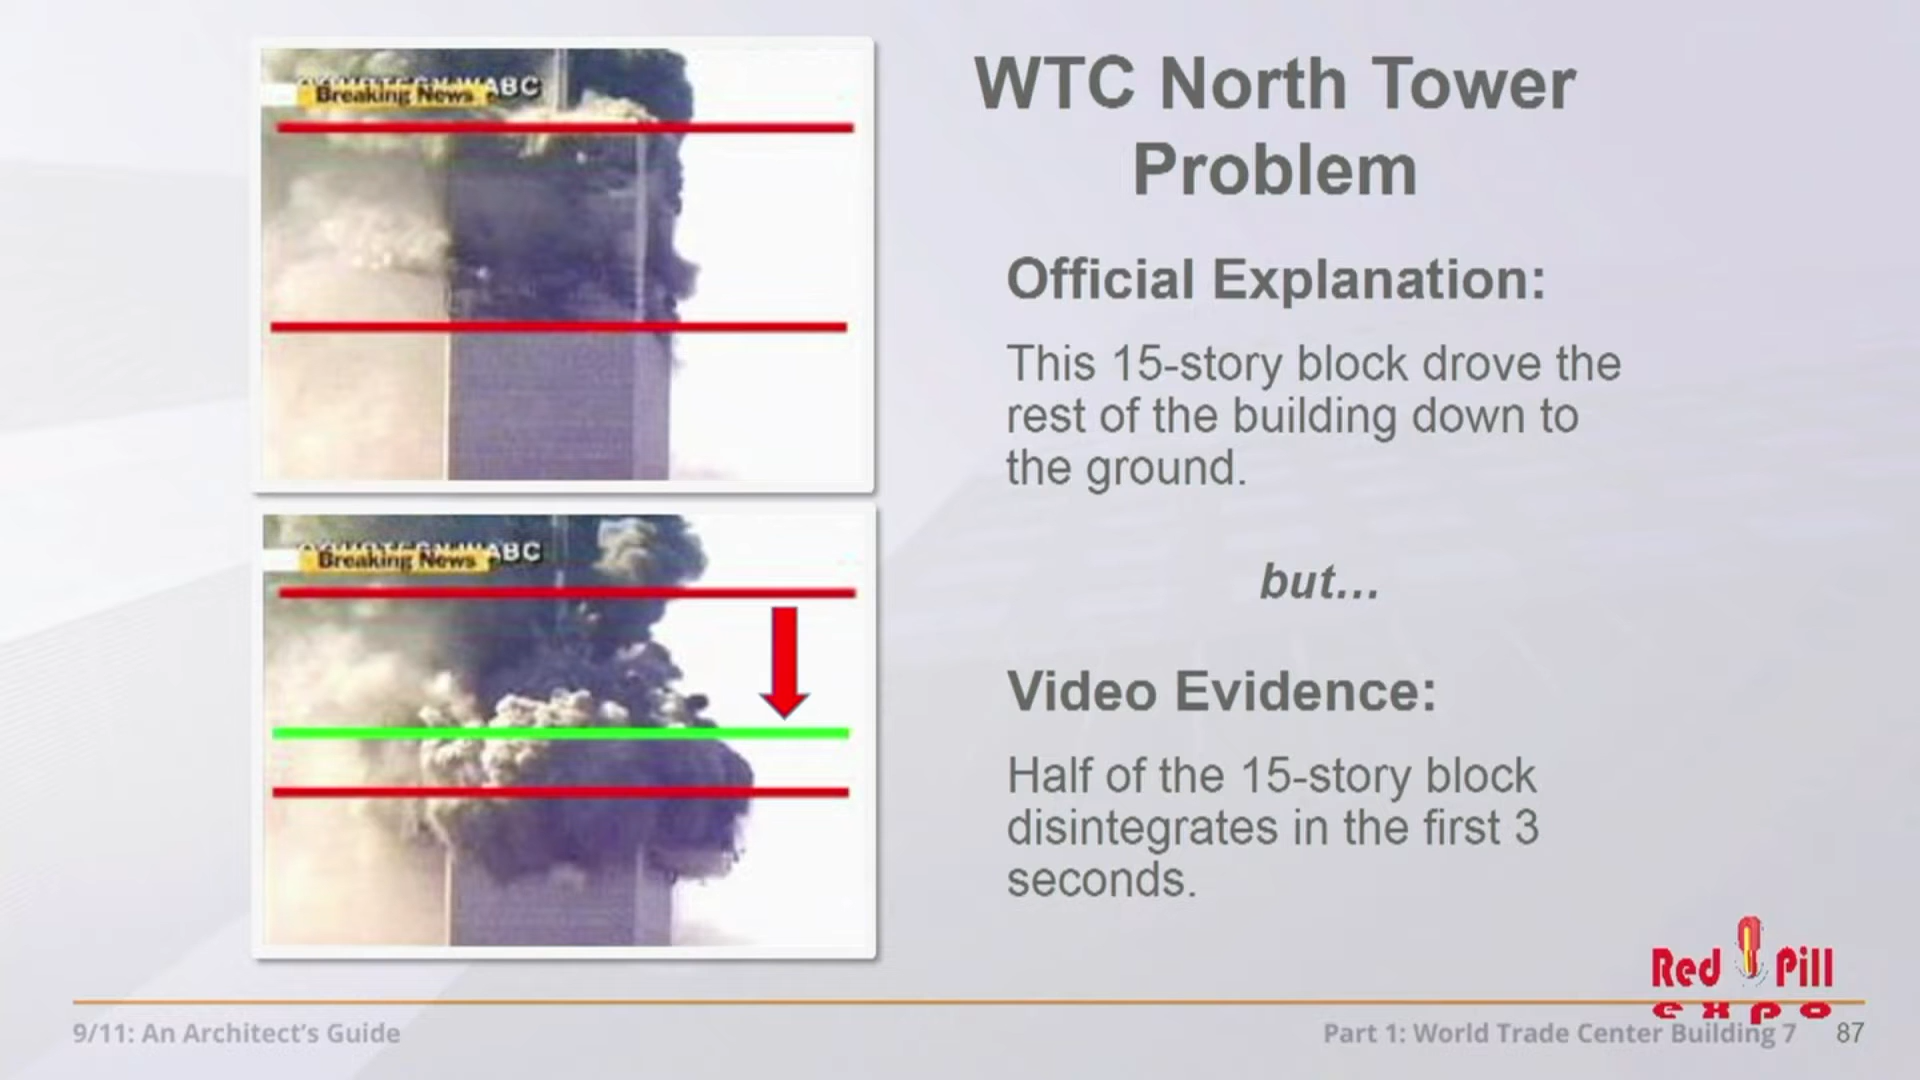 ABC
Breaking News
ABC
Breaking News
WTC North Tower
Problem
Official Explanation:
This 15-story block drove the
rest of the building down to
the ground.
but...
Video Evidence:
Half of the 15-story block
disintegrates in the first 3
seconds.
Red Pill
expo
9/11: An Architect's Guide
Part 1: World Trade Center Building 7
87